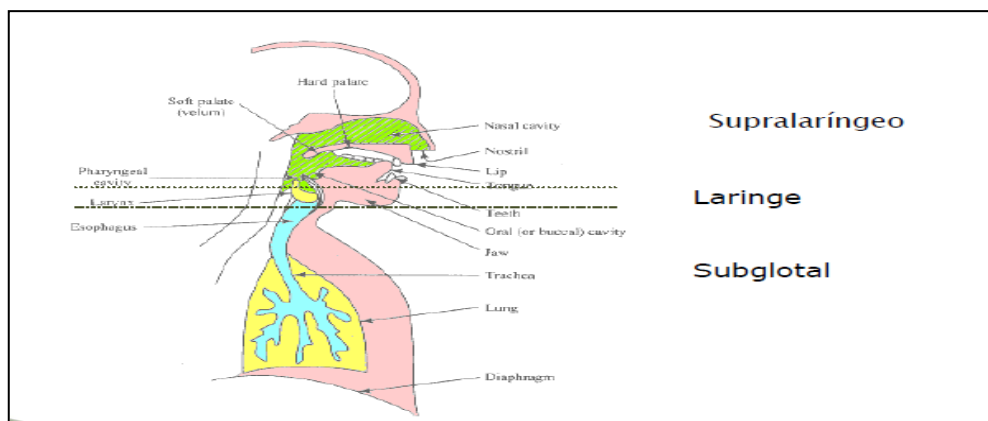 Hard palate
Soft palate
(velum)
Nasal cavity
Supralaríngeo
Nostril
Pharyngeal
cavity
Lip
Tongue
Larynx
Laringe
Teeth
Esophagus
Oral (or buccal) cavity
Jaw
Subglotal
Trachea
Lung
Diaphragm